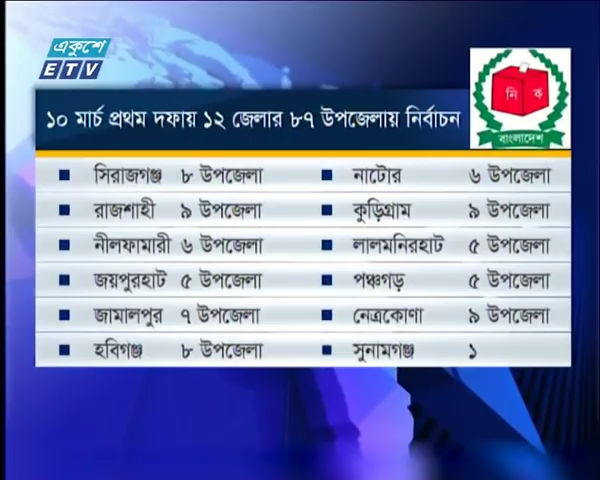 একুশে
ETV
নি ক
বাংলাদেশ
১০ মার্চ প্রথম দফায় ১২ জেলার ৮৭ উপজেলায় নির্বাচন
সিরাজগঞ্জ ৮ উপজেলা নাটোর ৬ উপজেলা
রাজশাহী ৯ উপজেলা কুড়িগ্রাম ৯ উপজেলা
নীলফামারী ৬ উপজেলা লালমনিরহাট ৫ উপজেলা
জয়পুরহাট ৫ উপজেলা পঞ্চগড় ৫ উপজেলা
জামালপুর ৭ উপজেলা নেত্রকোণা ৯ উপজেলা
হবিগঞ্জ ৮ উপজেলা সুনামগঞ্জ ১